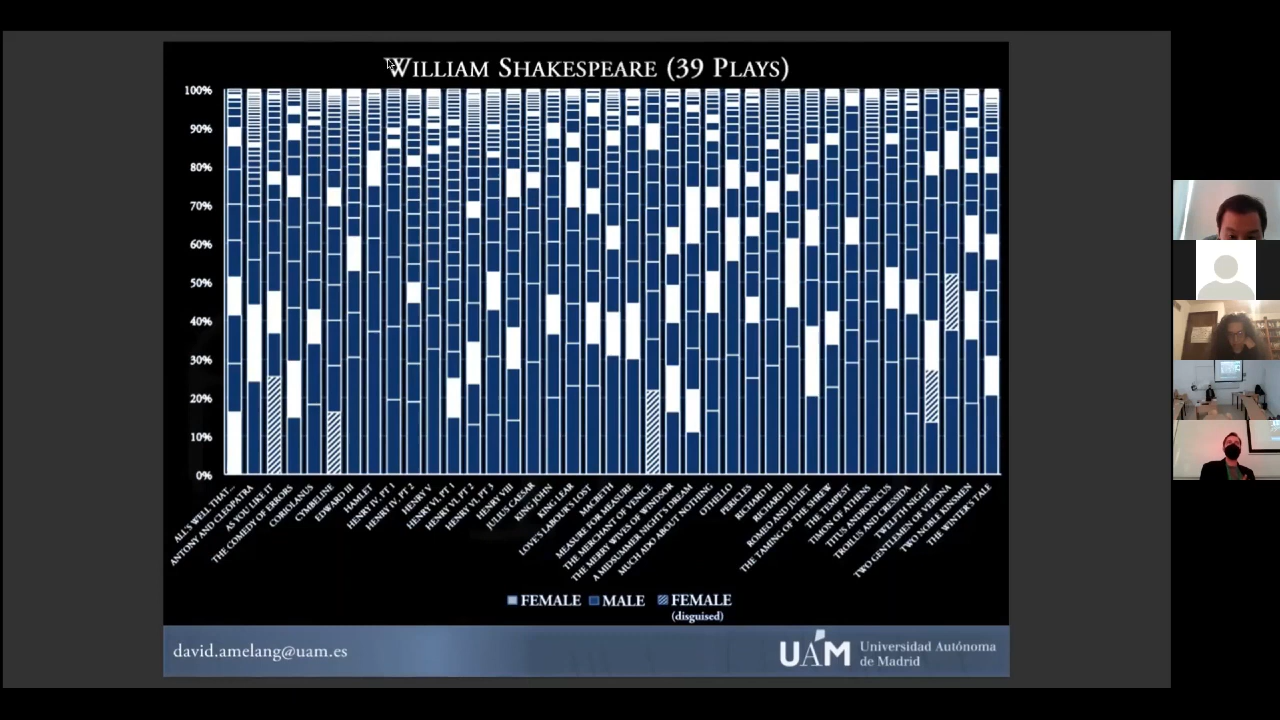 WILLIAM SHAKESPEARE (39 PLAYS)
100%
90%
80%
70%
60%
50%
40%
30%
20%
10%
0%
ALL'S WELL THAT...
ANTONY AND CLEOPATRA
AS YOU LIKE IT
THE COMEDY OF ERRORS
CORIOLANUS
CYMBELINE
EDWARD III
HAMLET
HENRY IV, PT 1
HENRY IV, PT 2
HENRY V
HENRY VI, PT 1
HENRY VI, PT 2
HENRY VI, PT 3
HENRY VIII
JULIUS CAESAR
KING JOHN
KING LEAR
LOVE'S LABOUR'S LOST
MACBETH
MEASURE FOR MEASURE
THE MERCHANT OF VENICE
THE MERRY WIVES OF WINDSOR
A MIDSUMMER NIGHT'S DREAM
MUCH ADO ABOUT NOTHING
OTHELLO
PERICLES
RICHARD II
RICHARD III
ROMEO AND JULIET
THE TAMING OF THE SHREW
THE TEMPEST
TIMON OF ATHENS
TITUS ANDRONICUS
TROILUS AND CRESSIDA
TWELFTH NIGHT
TWO GENTLEMEN OF VERONA
TWO NOBLE KINSMEN
THE WINTER'S TALE
FEMALE MALE FEMALE
(disguised)
david.amelang@uam.es
UAM Universidad Autónoma
de Madrid